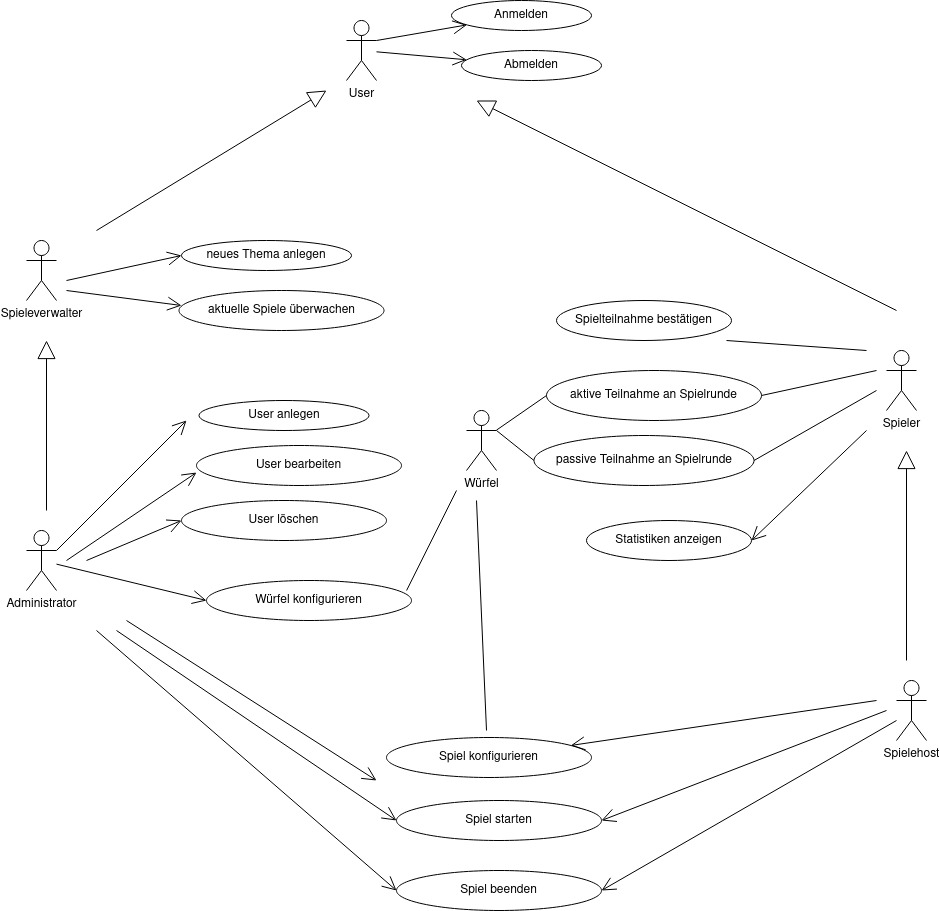 Anmelden
Abmelden
User
neues Thema anlegen
Spieleverwalter
aktuelle Spiele überwachen
Spielteilnahme bestätigen
aktive Teilnahme an Spielrunde
Spieler
User anlegen
passive Teilnahme an Spielrunde
User bearbeiten
Würfel
User löschen
Statistiken anzeigen
Würfel konfigurieren
Administrator
Spiel konfigurieren
Spielehost
Spiel starten
Spiel beenden